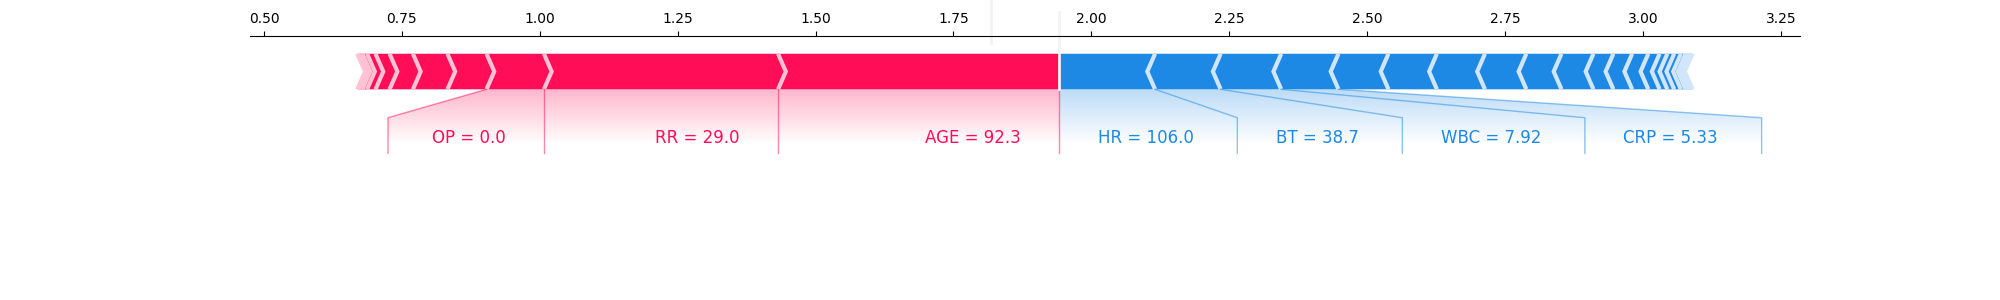 0.50 0.75 1.00 1.25 1.50 1.75 2.00 2.25 2.50 2.75 3.00 3.25
OP = 0.0 RR = 29.0 AGE = 92.3 HR = 106.0 BT = 38.7 WBC = 7.92 CRP = 5.33